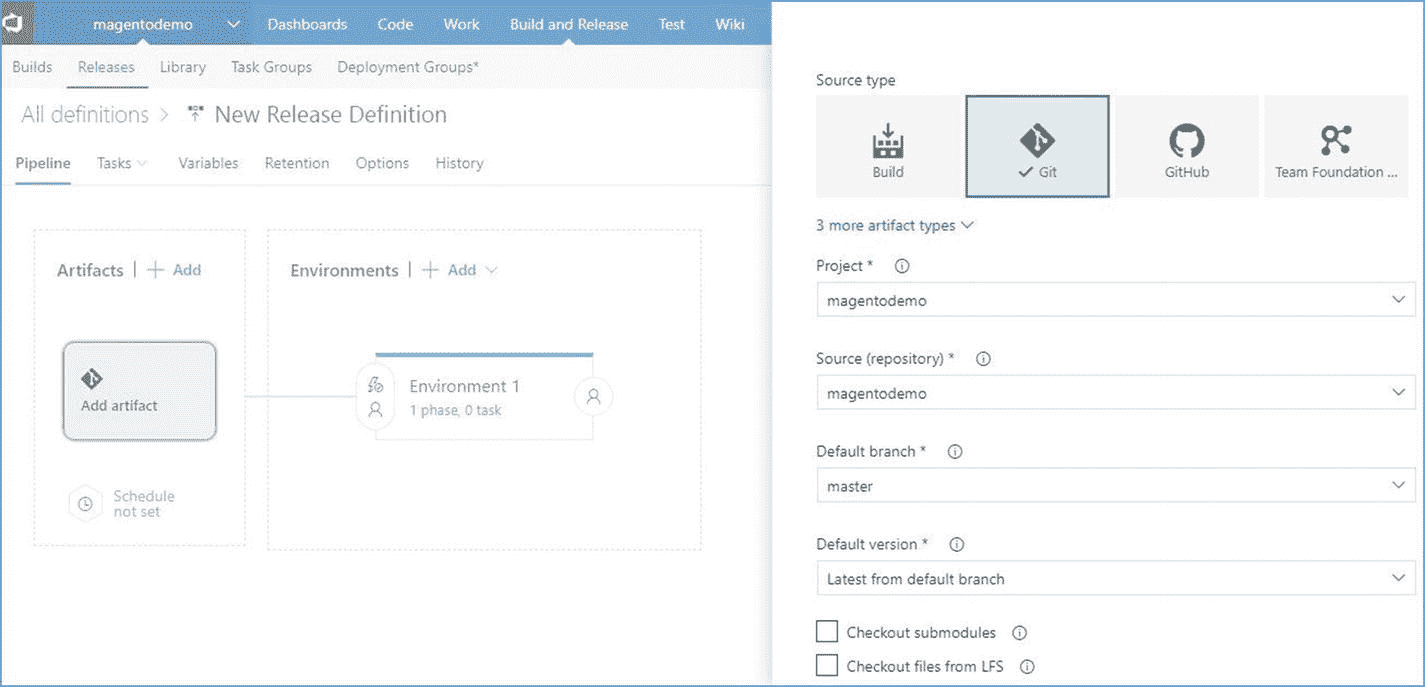 magentodemo Dashboards Code Work Build and Release Test Wiki
Builds Releases Library Task Groups Deployment Groups*
All definitions > New Release Definition
Pipeline Tasks Variables Retention Options History
Artifacts | + Add
Environments | + Add
Add artifact
Environment 1
1 phase, 0 task
Schedule
not set
Source type
Build
Git
GitHub
Team Foundation ...
3 more artifact types
Project *
magentodemo
Source (repository) *
magentodemo
Default branch *
master
Default version *
Latest from default branch
Checkout submodules
Checkout files from LFS